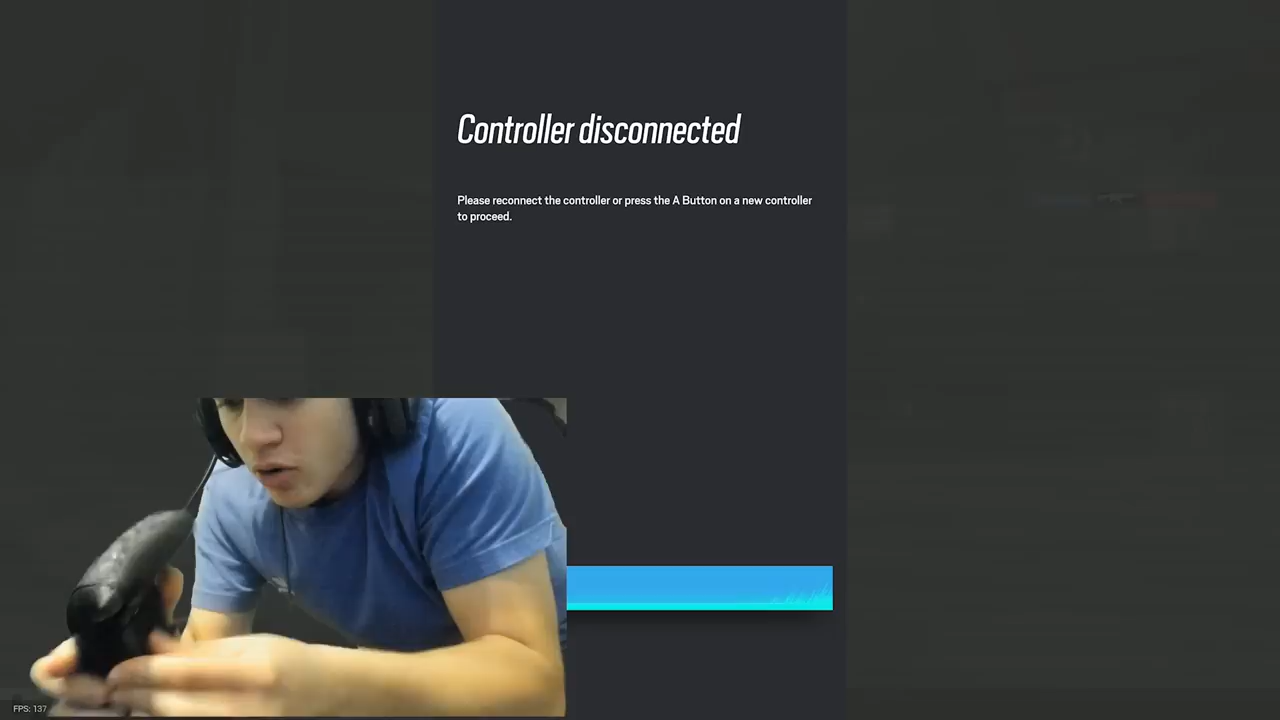 Controller disconnected
Please reconnect the controller or press the A Button on a new controller
to proceed.
FPS: 137